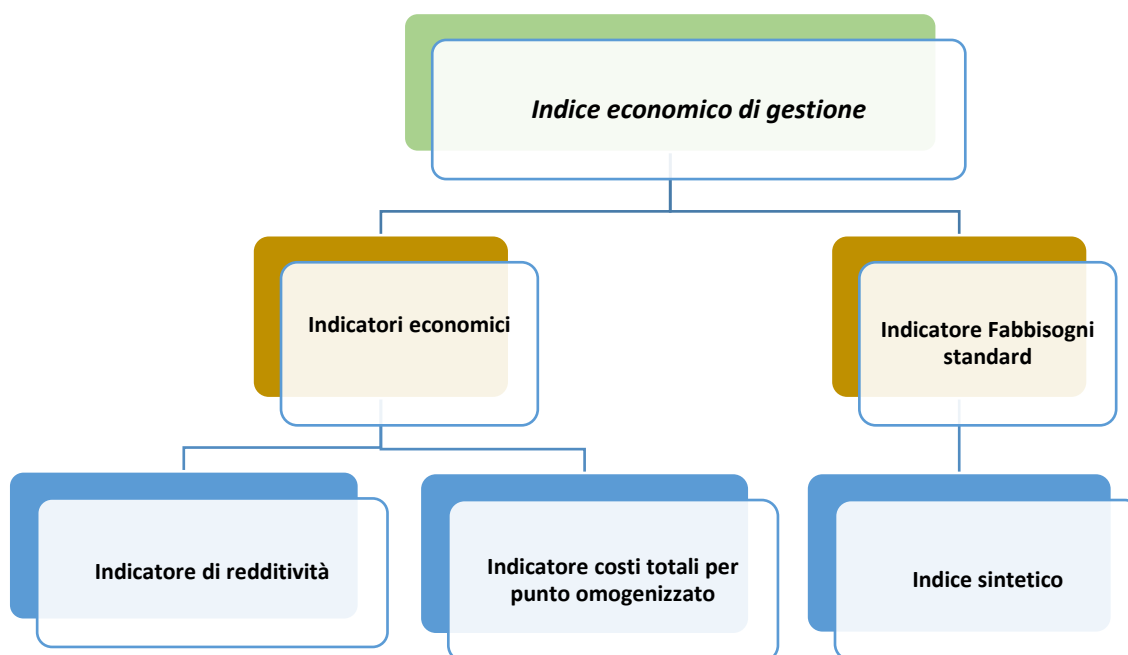 Indice economico di gestione
Indicatori economici
Indicatore Fabbisogni
standard
Indicatore di redditività
Indicatore costi totali per
punto omogenizzato
Indice sintetico